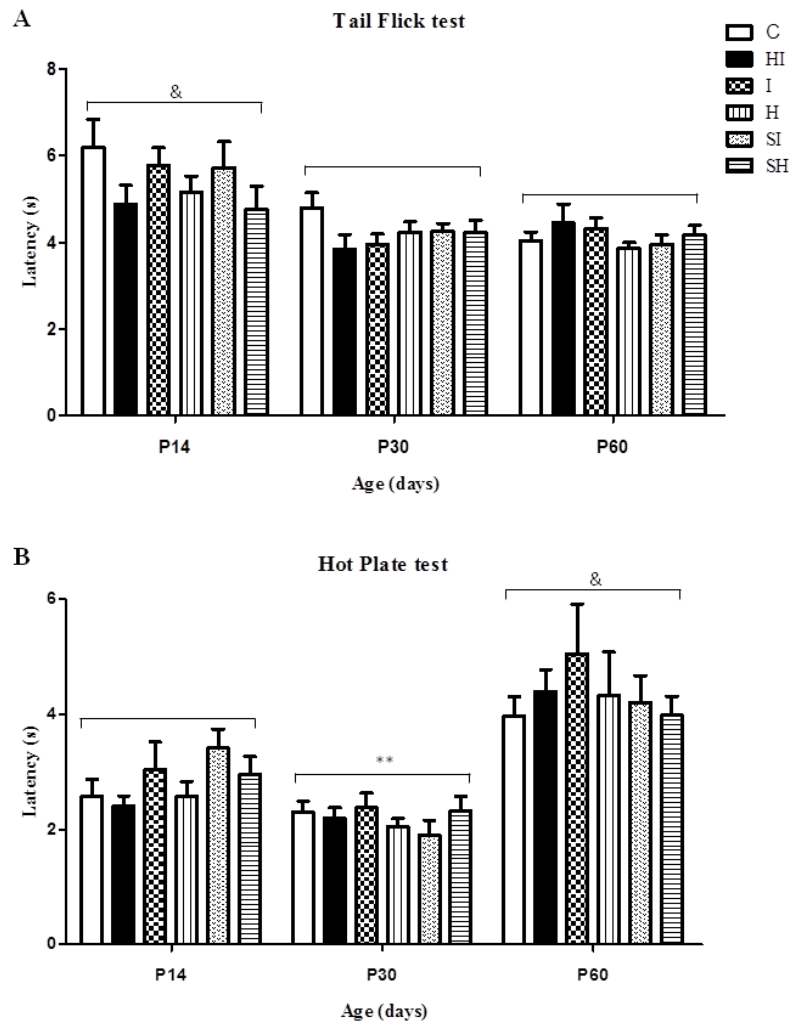 A
Tail Flick test
C
HI
I
H
SI
SH
&
8
6
4
2
0
Latency (s)
P14 P30 P60
Age (days)
B
Hot Plate test
&
**
6
4
2
0
Latency (s)
P14 P30 P60
Age (days)